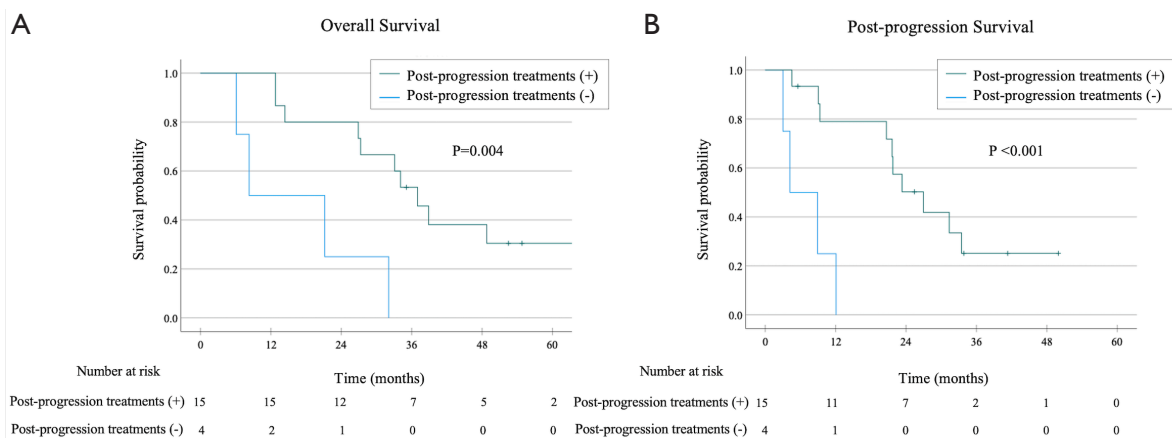 A
Overall Survival
Post-progression treatments (+)
Post-progression treatments (-)
P=0.004
Survival probability
1.0
0.8
0.6
0.4
0.2
0.0
0 12 24 36 48 60
Time (months)
Number at risk
Post-progression treatments (+) 15 15 12 7 5 2
Post-progression treatments (-) 4 2 1 0 0 0
B
Post-progression Survival
Post-progression treatments (+)
Post-progression treatments (-)
P <0.001
Survival probability
1.0
0.8
0.6
0.4
0.2
0.0
0 12 24 36 48 60
Time (months)
Number at risk
Post-progression treatments (+) 15 11 7 2 1 0
Post-progression treatments (-) 4 1 0 0 0 0